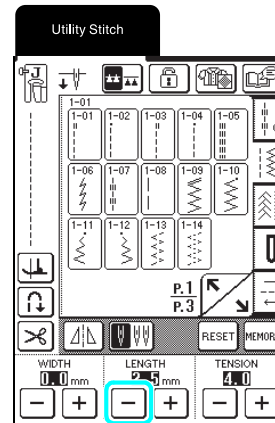 Utility Stitch
J
1-01
1-01 1-02 1-03 1-04 1-05
1-06 1-07 1-08 1-09 1-10
1-11 1-12 1-13 1-14
P.1
P.3
RESET MEMOR
WIDTH LENGTH TENSION
0.0 mm 2.5 mm 4.0
− + − + − +